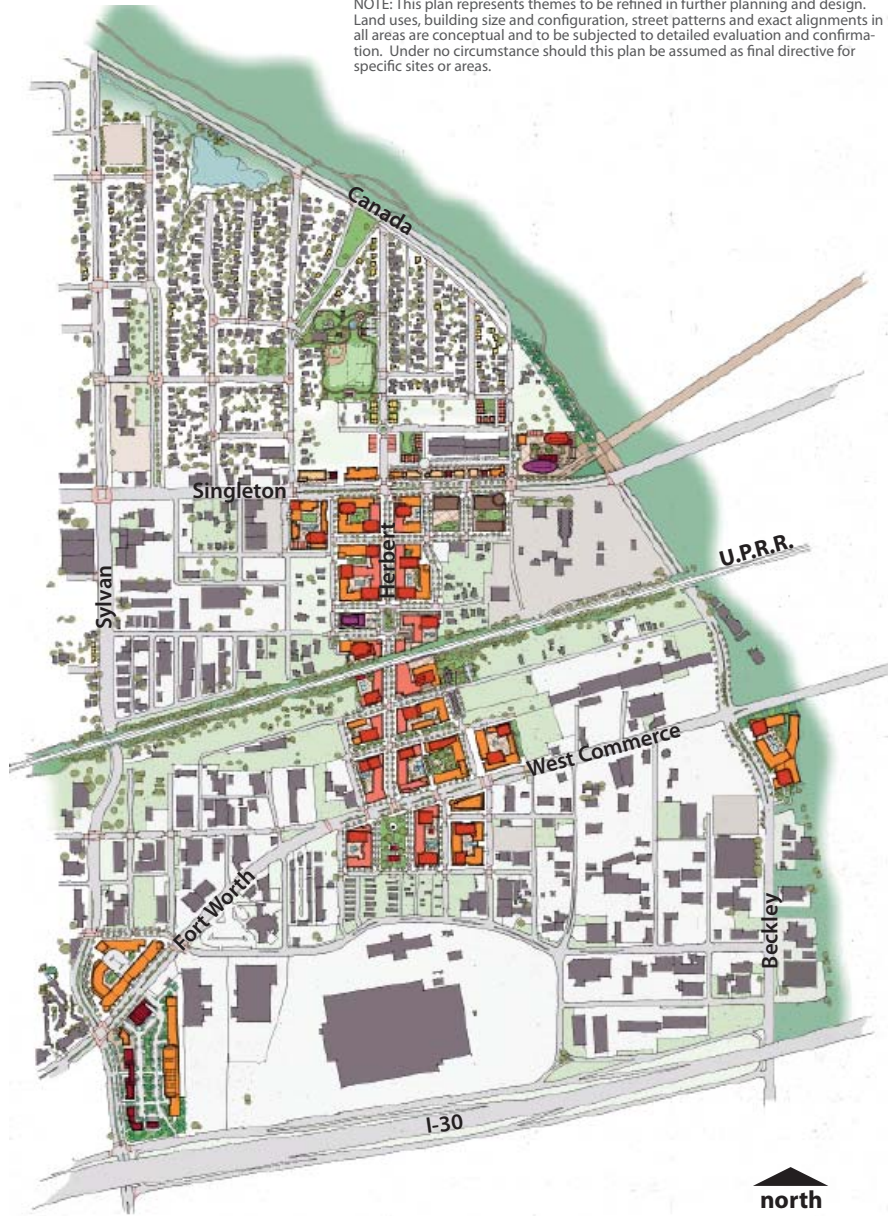 NOTE: This plan represents themes to be refined in further planning and design.
Land uses, building size and configuration, street patterns and exact alignments in
all areas are conceptual and to be subjected to detailed evaluation and confirma-
tion.  Under no circumstance should this plan be assumed as final directive for
specific sites or areas.
Canada
Singleton
Herbert
U.P.R.R.
Sylvan
West Commerce
Fort Worth
Beckley
I-30
north